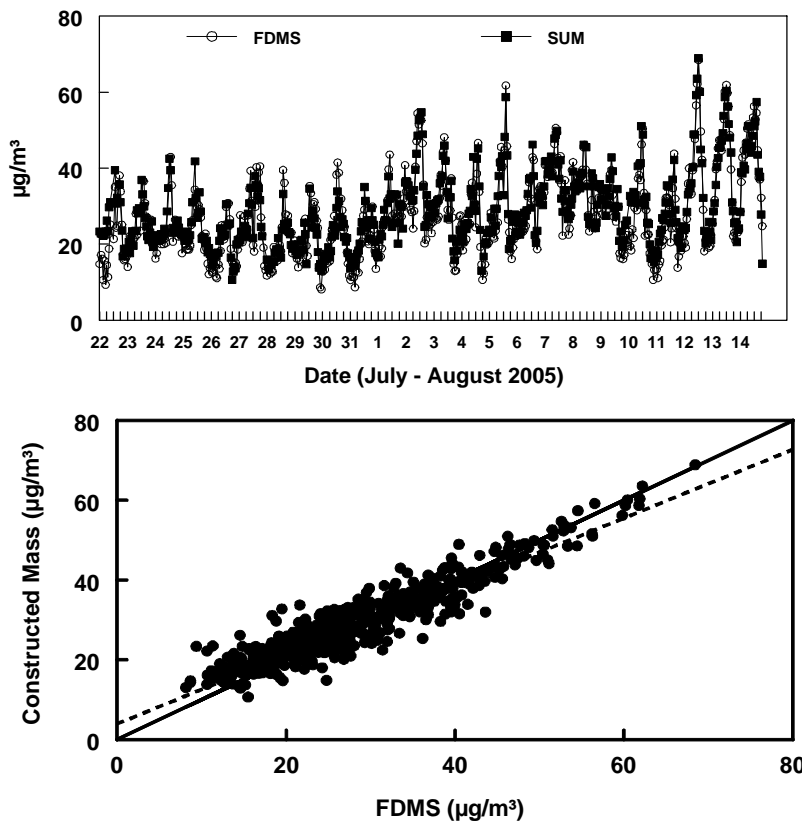 80
60
40
20
0
µg/m³
FDMS
SUM
22 23 24 25 26 27 28 29 30 31 1 2 3 4 5 6 7 8 9 10 11 12 13 14
Date (July - August 2005)
80
60
40
20
0
Constructed Mass (µg/m³)
0 20 40 60 80
FDMS (µg/m³)